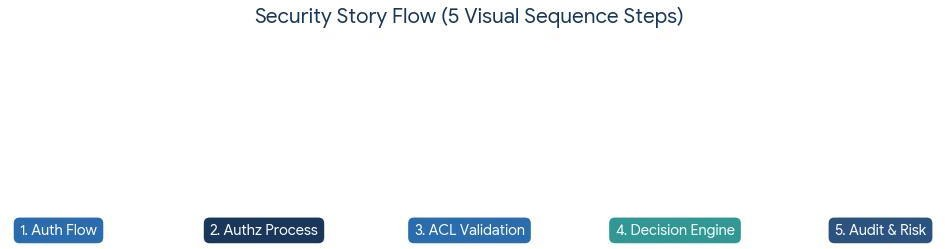 Security Story Flow (5 Visual Sequence Steps)
1. Auth Flow
2. Authz Process
3. ACL Validation
4. Decision Engine
5. Audit & Risk